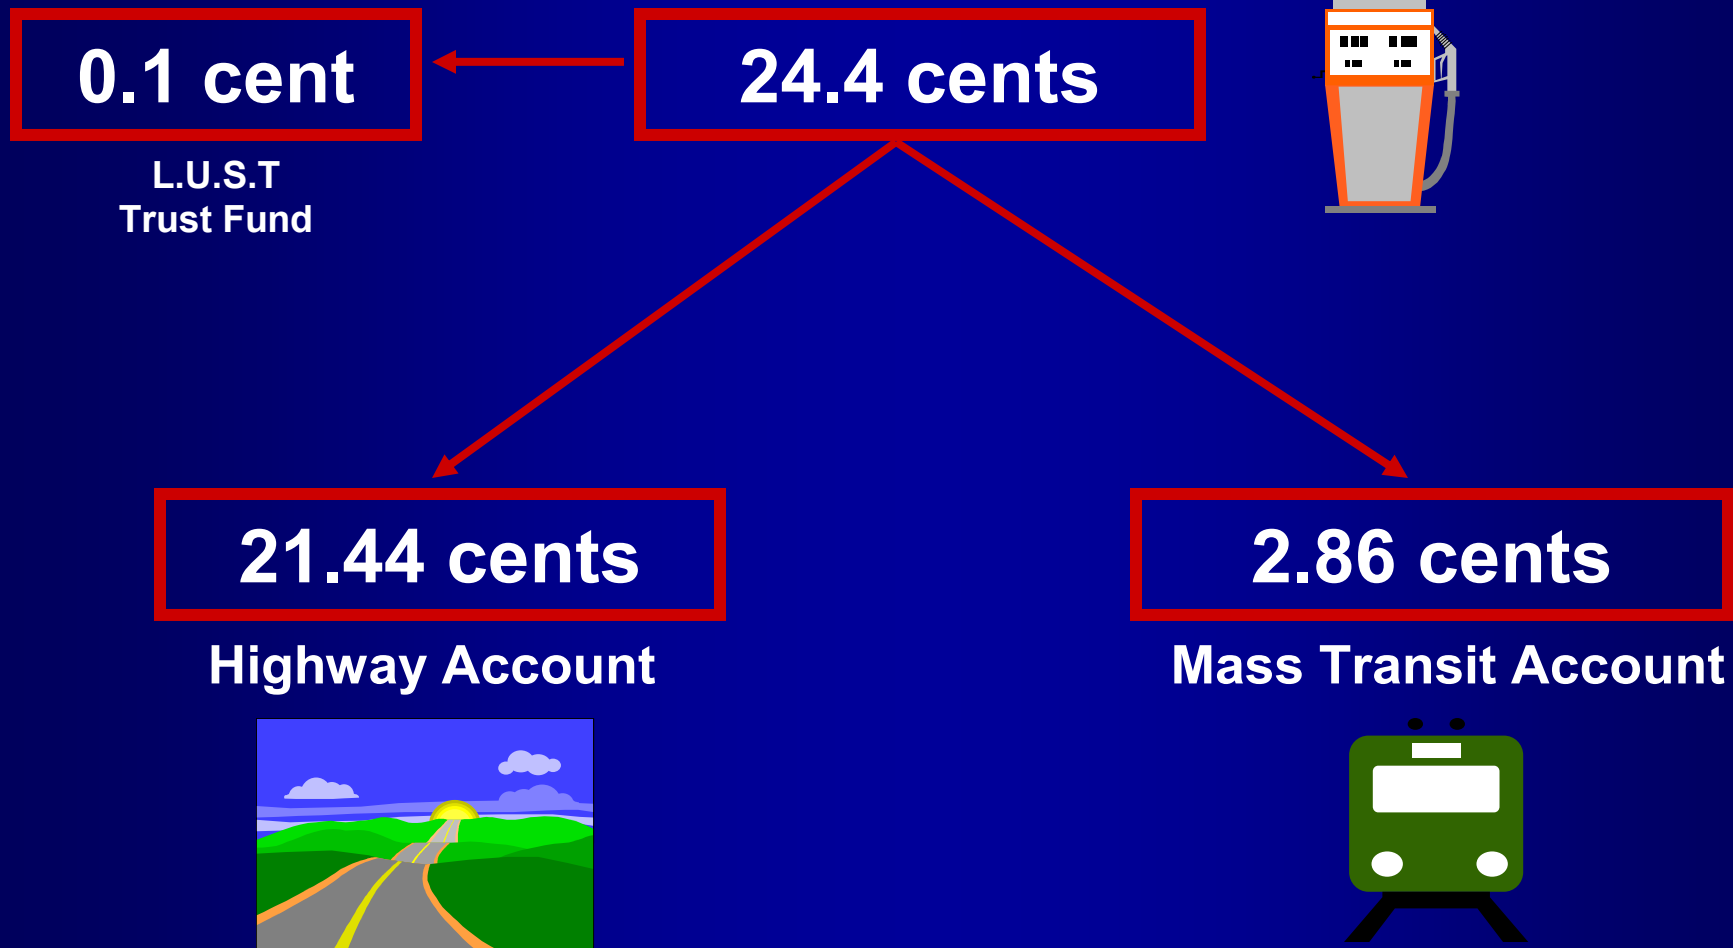 0.1 cent
24.4 cents
L.U.S.T
Trust Fund
21.44 cents
2.86 cents
Highway Account
Mass Transit Account